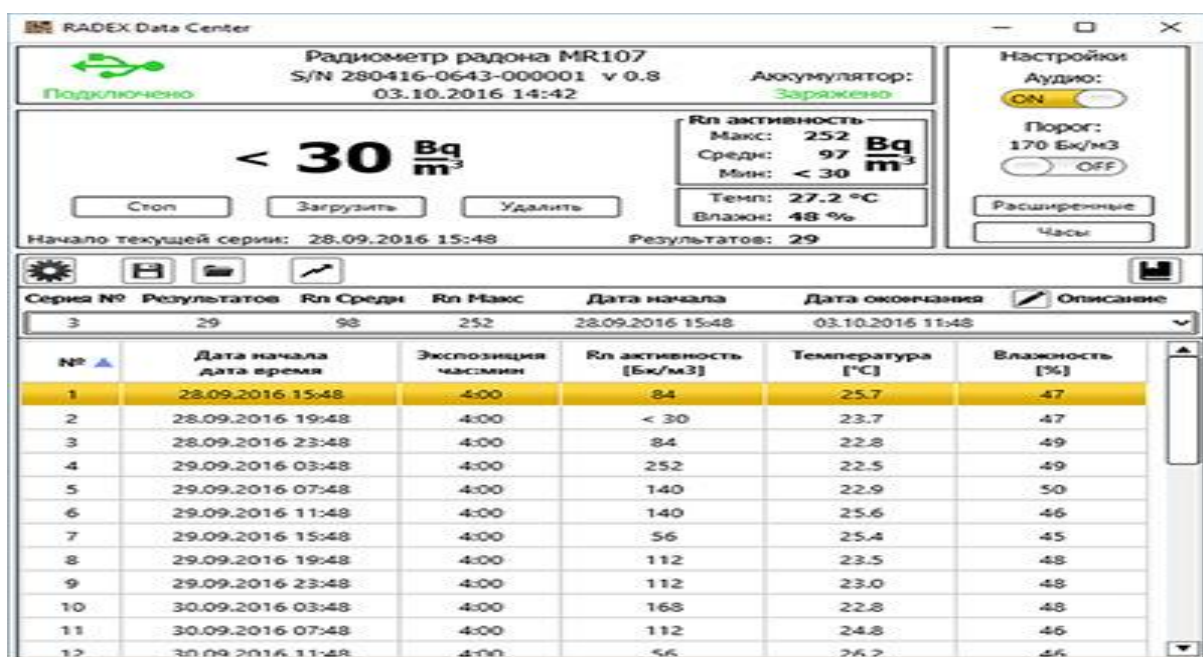 RADEX Data Center
Подключено
Радиометр радона MR107
S/N 280416-0643-000001 v 0.8
03.10.2016 14:42
Аккумулятор:
Заряжено
< 30 Bq/m³
Стоп Загрузить Удалить
Rn активность
Макс: 252
Средн: 97
Мин: < 30
Bq/m³
Темп: 27.2 °C
Влажн: 48 %
Начало текущей серии: 28.09.2016 15:48 Результатов: 29
Настройки
Аудио:
ON
Порог:
170 Бк/м3
OFF
Расширенные
Часы
Серия № Результатов Rn Средн Rn Макс Дата начала Дата окончания Описание
3 29 98 252 28.09.2016 15:48 03.10.2016 11:48
№ Дата начала дата время Экспозиция час:мин Rn активность [Бк/м3] Температура [°C] Влажность [%]
1 28.09.2016 15:48 4:00 84 25.7 47
2 28.09.2016 19:48 4:00 < 30 23.7 47
3 28.09.2016 23:48 4:00 84 22.8 49
4 29.09.2016 03:48 4:00 252 22.5 49
5 29.09.2016 07:48 4:00 140 22.9 50
6 29.09.2016 11:48 4:00 140 25.6 46
7 29.09.2016 15:48 4:00 56 25.4 45
8 29.09.2016 19:48 4:00 112 23.5 48
9 29.09.2016 23:48 4:00 112 23.0 48
10 30.09.2016 03:48 4:00 168 22.8 48
11 30.09.2016 07:48 4:00 112 24.8 46
12 30.09.2016 11:48 4:00 56 26.2 46